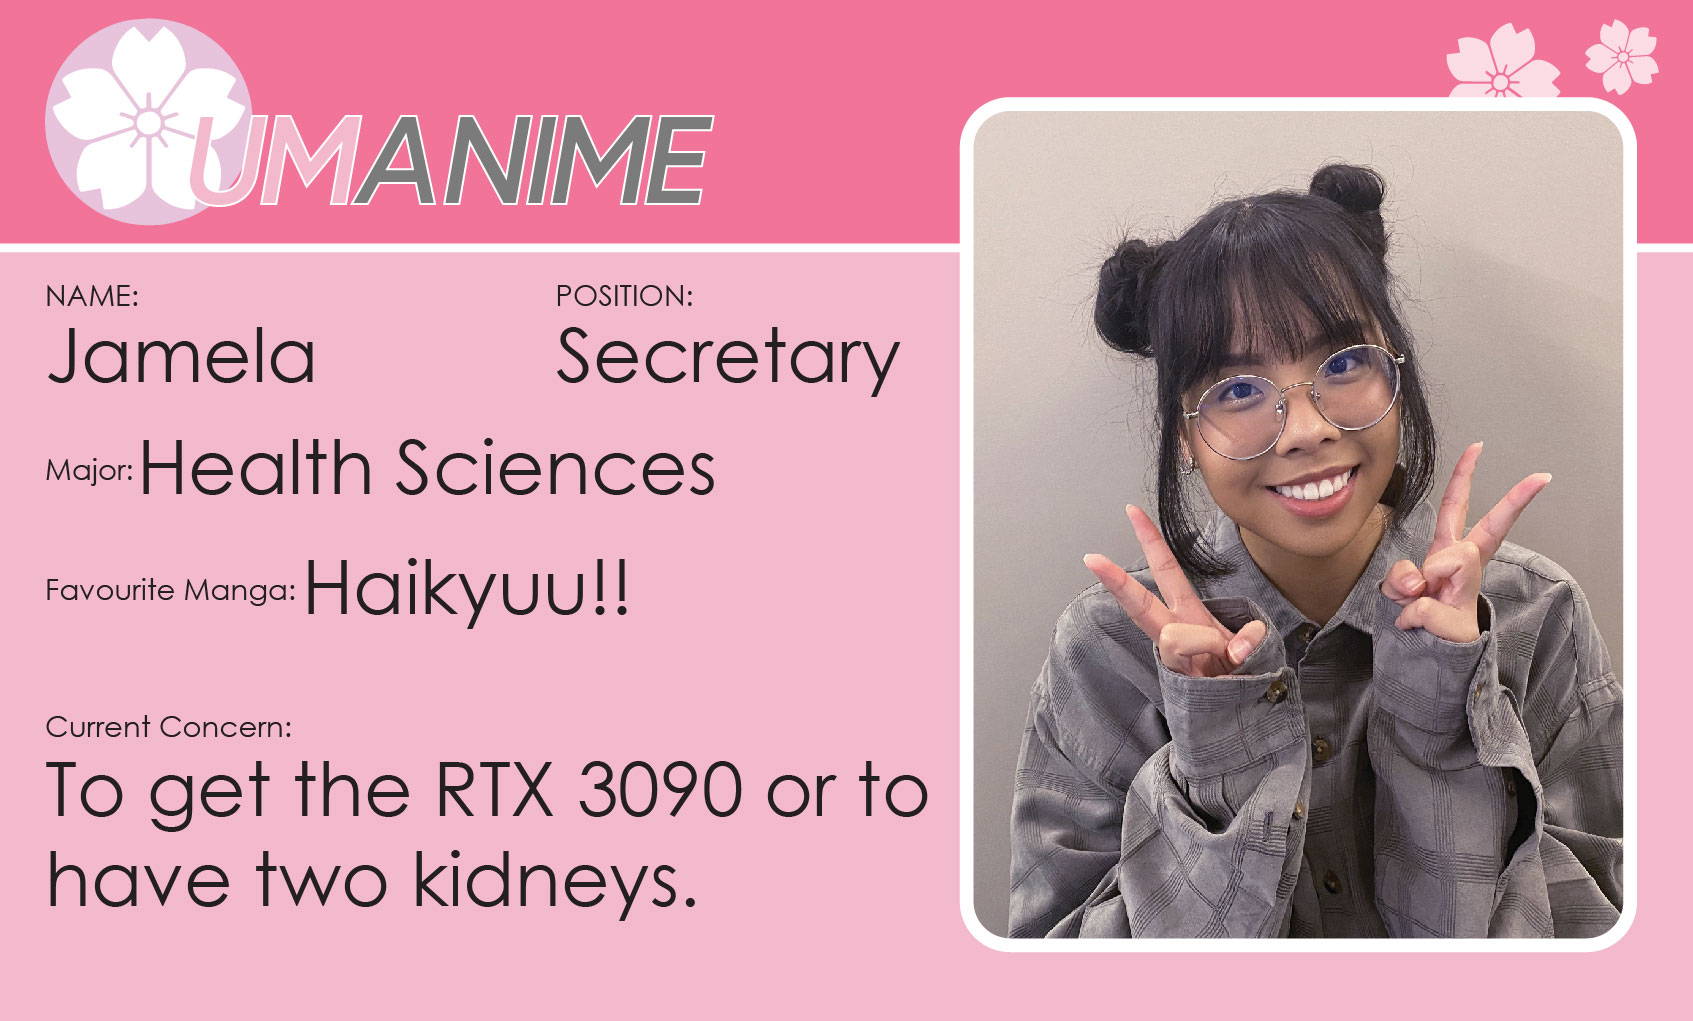 UMANIME
NAME:
Jamela
POSITION:
Secretary
Major: Health Sciences
Favourite Manga: Haikyuu!!
Current Concern:
To get the RTX 3090 or to
have two kidneys.